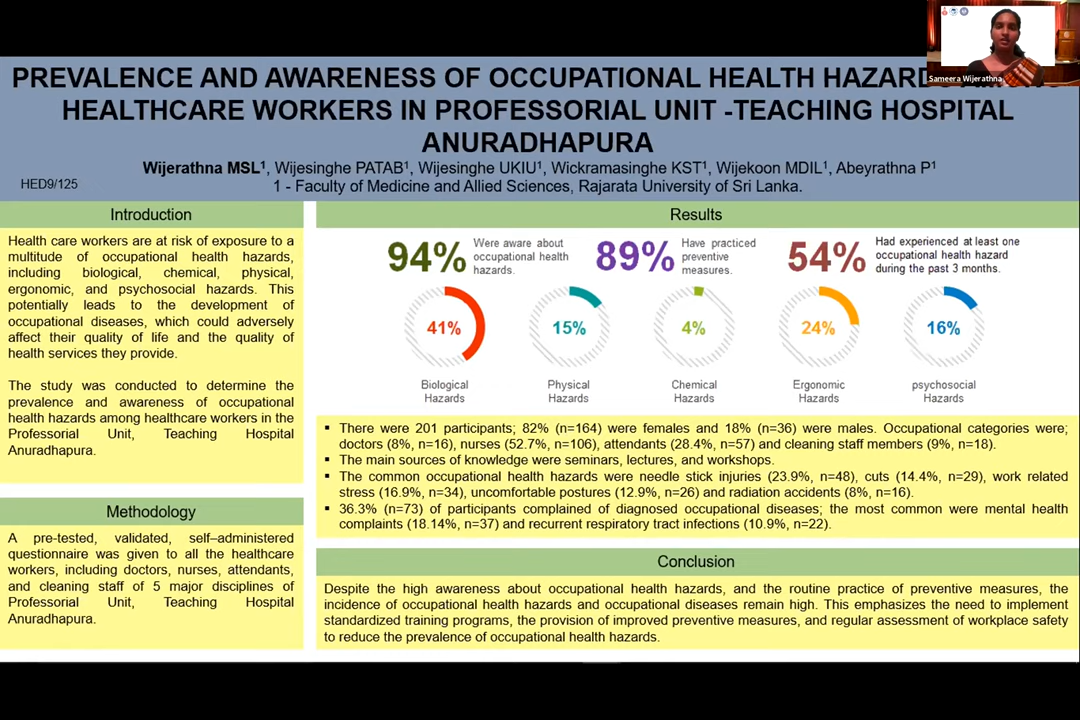 PREVALENCE AND AWARENESS OF OCCUPATIONAL HEALTH
HEALTHCARE WORKERS IN PROFESSORIAL UNIT -TEACHING HOSPITAL
ANURADHAPURA
Sameera Wijerathna
Wijerathna MSL¹, Wijesinghe PATAB¹, Wijesinghe UKIU¹, Wickramasinghe KST¹, Wijekoon MDIL¹, Abeyrathna P¹
1 - Faculty of Medicine and Allied Sciences, Rajarata University of Sri Lanka.
HED9/125
Introduction
Health care workers are at risk of exposure to a
multitude of occupational health hazards,
including biological, chemical, physical,
ergonomic, and psychosocial hazards. This
potentially leads to the development of
occupational diseases, which could adversely
affect their quality of life and the quality of
health services they provide.
The study was conducted to determine the
prevalence and awareness of occupational
health hazards among healthcare workers in the
Professorial Unit, Teaching Hospital
Anuradhapura.
Methodology
A pre-tested, validated, self–administered
questionnaire was given to all the healthcare
workers, including doctors, nurses, attendants,
and cleaning staff of 5 major disciplines of
Professorial Unit, Teaching Hospital
Anuradhapura.
Results
94%
Were aware about
occupational health
hazards.
89%
Have practiced
preventive
measures.
54%
Had experienced at least one
occupational health hazard
during the past 3 months.
41%
15%
4%
24%
16%
Biological
Hazards
Physical
Hazards
Chemical
Hazards
Ergonomic
Hazards
psychosocial
Hazards
▪ There were 201 participants; 82% (n=164) were females and 18% (n=36) were males. Occupational categories were;
doctors (8%, n=16), nurses (52.7%, n=106), attendants (28.4%, n=57) and cleaning staff members (9%, n=18).
▪ The main sources of knowledge were seminars, lectures, and workshops.
▪ The common occupational health hazards were needle stick injuries (23.9%, n=48), cuts (14.4%, n=29), work related
stress (16.9%, n=34), uncomfortable postures (12.9%, n=26) and radiation accidents (8%, n=16).
▪ 36.3% (n=73) of participants complained of diagnosed occupational diseases; the most common were mental health
complaints (18.14%, n=37) and recurrent respiratory tract infections (10.9%, n=22).
Conclusion
Despite the high awareness about occupational health hazards, and the routine practice of preventive measures, the
incidence of occupational health hazards and occupational diseases remain high. This emphasizes the need to implement
standardized training programs, the provision of improved preventive measures, and regular assessment of workplace safety
to reduce the prevalence of occupational health hazards.